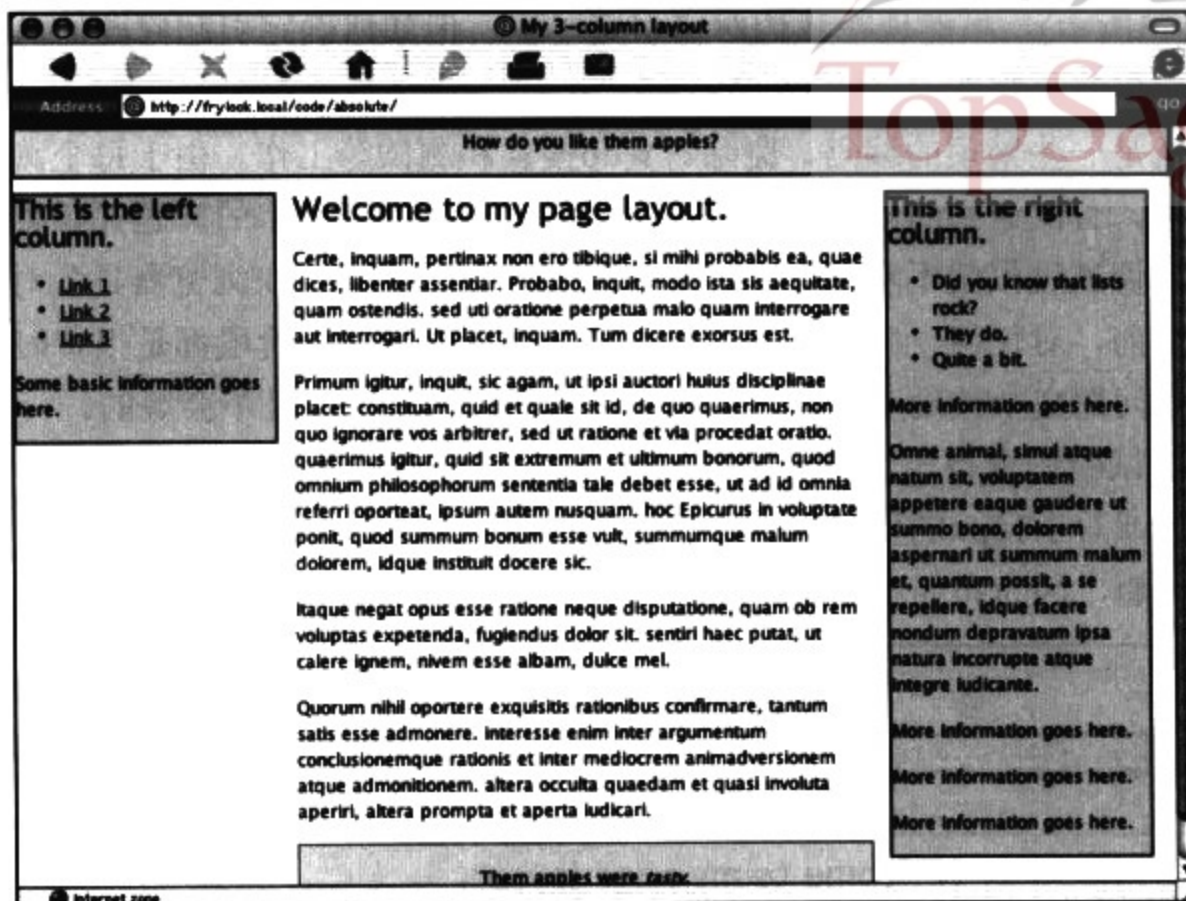 My 3-column layout
Address http://frylock.local/code/absolute/ go
How do you like them apples?
This is the left
column.
• Link 1
• Link 2
• Link 3
Some basic information goes
here.
Welcome to my page layout.
Certe, inquam, pertinax non ero tibique, si mihi probabis ea, quae
dices, libenter assentiar. Probabo, inquit, modo ista sis aequitate,
quam ostendis. sed uti oratione perpetua malo quam interrogare
aut interrogari. Ut placet, inquam. Tum dicere exorsus est.
Primum igitur, inquit, sic agam, ut ipsi auctori huius disciplinae
placet: constituam, quid et quale sit id, de quo quaerimus, non
quo ignorare vos arbitrer, sed ut ratione et via procedat oratio.
quaerimus igitur, quid sit extremum et ultimum bonorum, quod
omnium philosophorum sententia tale debet esse, ut ad id omnia
referri oporteat, ipsum autem nusquam. hoc Epicurus in voluptate
ponit, quod summum bonum esse vult, summumque malum
dolorem, idque instituit docere sic.
Itaque negat opus esse ratione neque disputatione, quam ob rem
voluptas expetenda, fugiendus dolor sit. sentiri haec putat, ut
calere ignem, nivem esse albam, dulce mel.
Quorum nihil oportere exquisitis rationibus confirmare, tantum
satis esse admonere. interesse enim inter argumentum
conclusionemque rationis et inter mediocrem animadversionem
atque admonitionem. altera occulta quaedam et quasi involuta
aperiri, altera prompta et aperta iudicari.
Them apples were tasty.
This is the right
column.
• Did you know that lists
rock?
• They do.
• Quite a bit.
More information goes here.
Omne animal, simul atque
natum sit, voluptatem
appetere eaque gaudere ut
summo bono, dolorem
aspernari ut summum malum
et, quantum possit, a se
repellere, idque facere
nondum depravatum ipsa
natura incorrupte atque
integre iudicante.
More information goes here.
More information goes here.
More information goes here.
Internet zone
TopSa